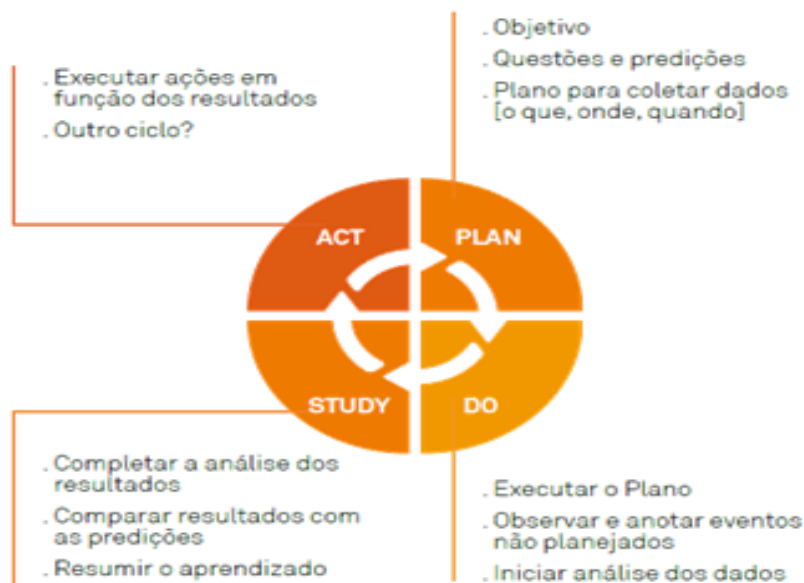 . Objetivo
. Questões e predições
. Plano para coletar dados
[o que, onde, quando]
. Executar ações em
função dos resultados
. Outro ciclo?
ACT
PLAN
STUDY
DO
. Completar a análise dos
resultados
. Comparar resultados com
as predições
. Resumir o aprendizado
. Executar o Plano
. Observar e anotar eventos
não planejados
. Iniciar análise dos dados